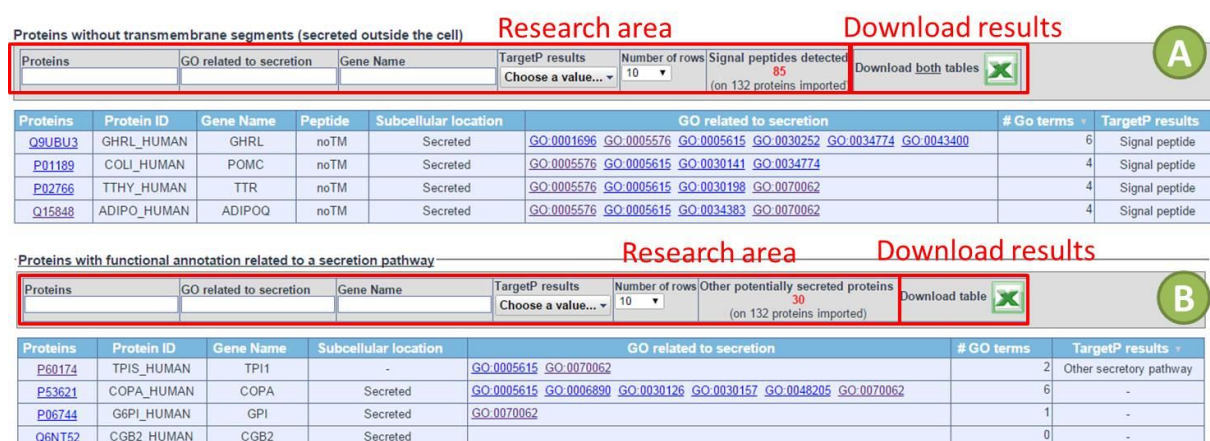 Research area Download results
Proteins without transmembrane segments (secreted outside the cell)
A
Proteins GO related to secretion Gene Name TargetP results Number of rows Signal peptides detected
Choose a value... 10 85 Download both tables
(on 132 proteins imported)
Proteins Protein ID Gene Name Peptide Subcellular location GO related to secretion # Go terms TargetP results
Q9UBU3 GHRL_HUMAN GHRL noTM Secreted GO:0001696 GO:0005576 GO:0005615 GO:0030252 GO:0034774 GO:0043400 6 Signal peptide
P01189 COLI_HUMAN POMC noTM Secreted GO:0005576 GO:0005615 GO:0030141 GO:0034774 4 Signal peptide
P02766 TTHY_HUMAN TTR noTM Secreted GO:0005576 GO:0005615 GO:0030198 GO:0070062 4 Signal peptide
Q15848 ADIPO_HUMAN ADIPOQ noTM Secreted GO:0005576 GO:0005615 GO:0034383 GO:0070062 4 Signal peptide
Research area Download results
Proteins with functional annotation related to a secretion pathway
Proteins GO related to secretion Gene Name TargetP results Number of rows Other potentially secreted proteins
Choose a value... 10 30 Download table
B
(on 132 proteins imported)
Proteins Protein ID Gene Name Subcellular location GO related to secretion # GO terms TargetP results
P60174 TPIS_HUMAN TPI1 - GO:0005615 GO:0070062 2 Other secretory pathway
P53621 COPA_HUMAN COPA Secreted GO:0005615 GO:0006890 GO:0030126 GO:0030157 GO:0048205 GO:0070062 6 -
P06744 G6PI_HUMAN GPI Secreted GO:0070062 1 -
Q6NT52 CGB2_HUMAN CGB2 Secreted 0 -